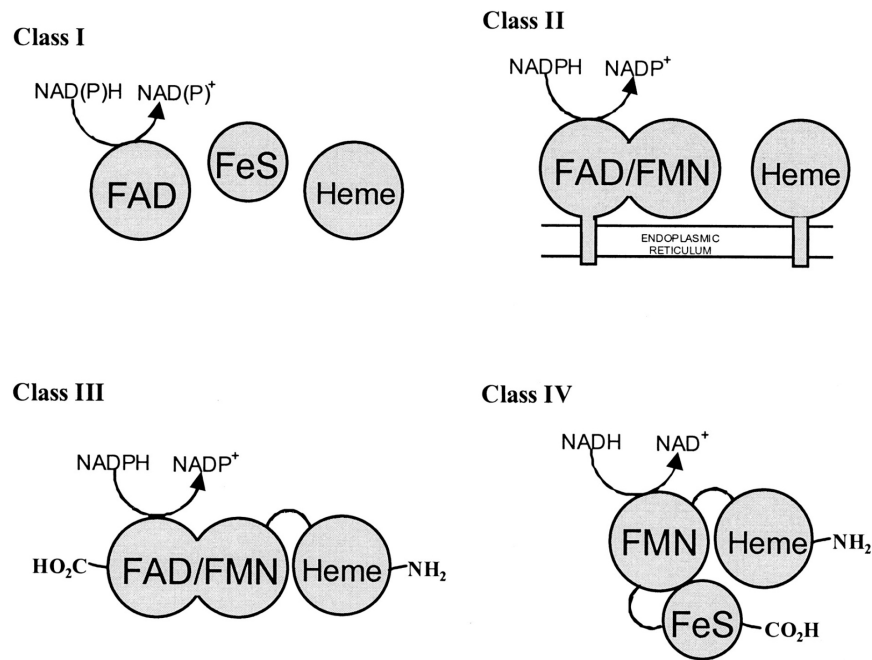 Class I
NAD(P)H NAD(P)⁺
FAD
FeS
Heme
Class II
NADPH NADP⁺
FAD/FMN
Heme
ENDOPLASMIC
RETICULUM
Class III
NADPH NADP⁺
HO₂C
FAD/FMN
Heme
NH₂
Class IV
NADH NAD⁺
FMN
Heme
NH₂
FeS
CO₂H